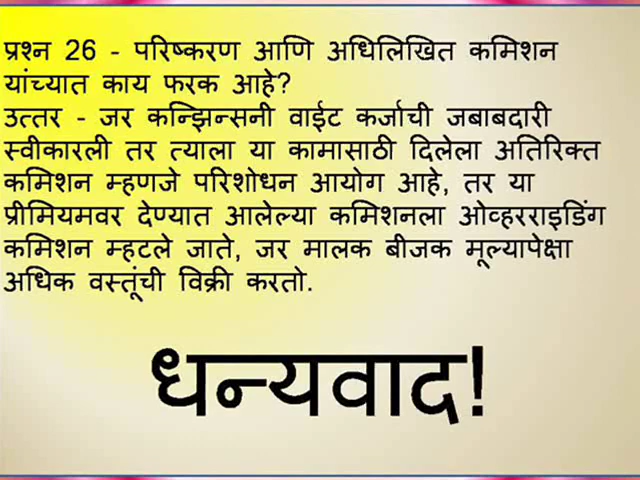 प्रश्न 26 - परिष्करण आणि अधिलिखित कमिशन
यांच्यात काय फरक आहे?
उत्तर - जर कन्झिन्सनी वाईट कर्जाची जबाबदारी
स्वीकारली तर त्याला या कामासाठी दिलेला अतिरिक्त
कमिशन म्हणजे परिशोधन आयोग आहे, तर या
प्रीमियमवर देण्यात आलेल्या कमिशनला ओव्हरराइडिंग
कमिशन म्हटले जाते, जर मालक बीजक मूल्यापेक्षा
अधिक वस्तूंची विक्री करतो.
धन्यवाद!